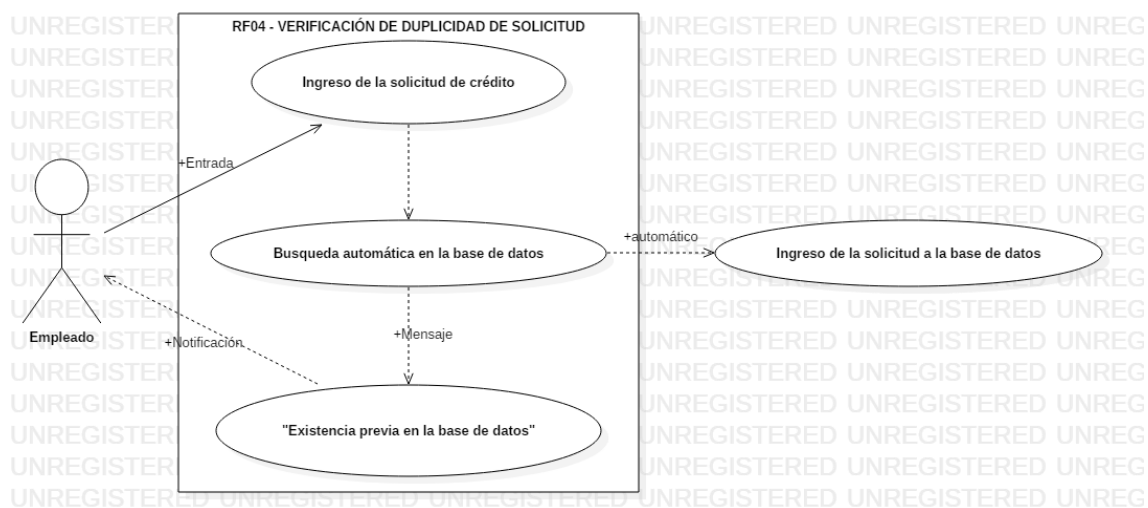 RF04 - VERIFICACIÓN DE DUPLICIDAD DE SOLICITUD
Ingreso de la solicitud de crédito
+Entrada
+automático
Busqueda automática en la base de datos
Ingreso de la solicitud a la base de datos
Empleado
+Notificación
+Mensaje
"Existencia previa en la base de datos"
UNREGISTERED UNREGISTERED UNREGISTERED